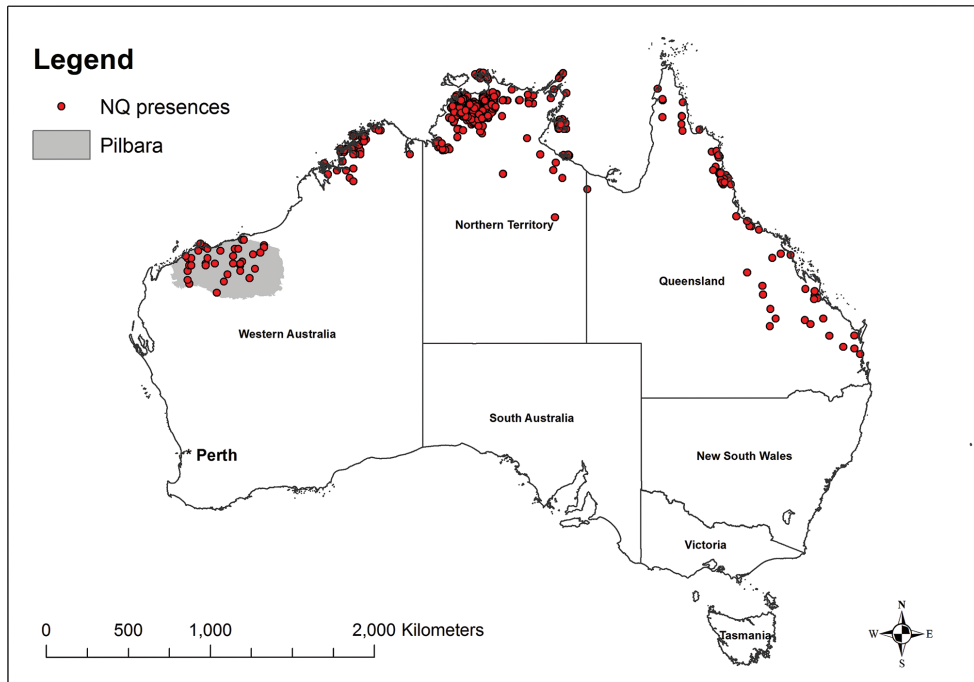 Legend
NQ presences
Pilbara
Northern Territory
Queensland
Western Australia
South Australia
* Perth
New South Wales
Victoria
Tasmania
0 500 1,000 2,000 Kilometers
N
W E
S